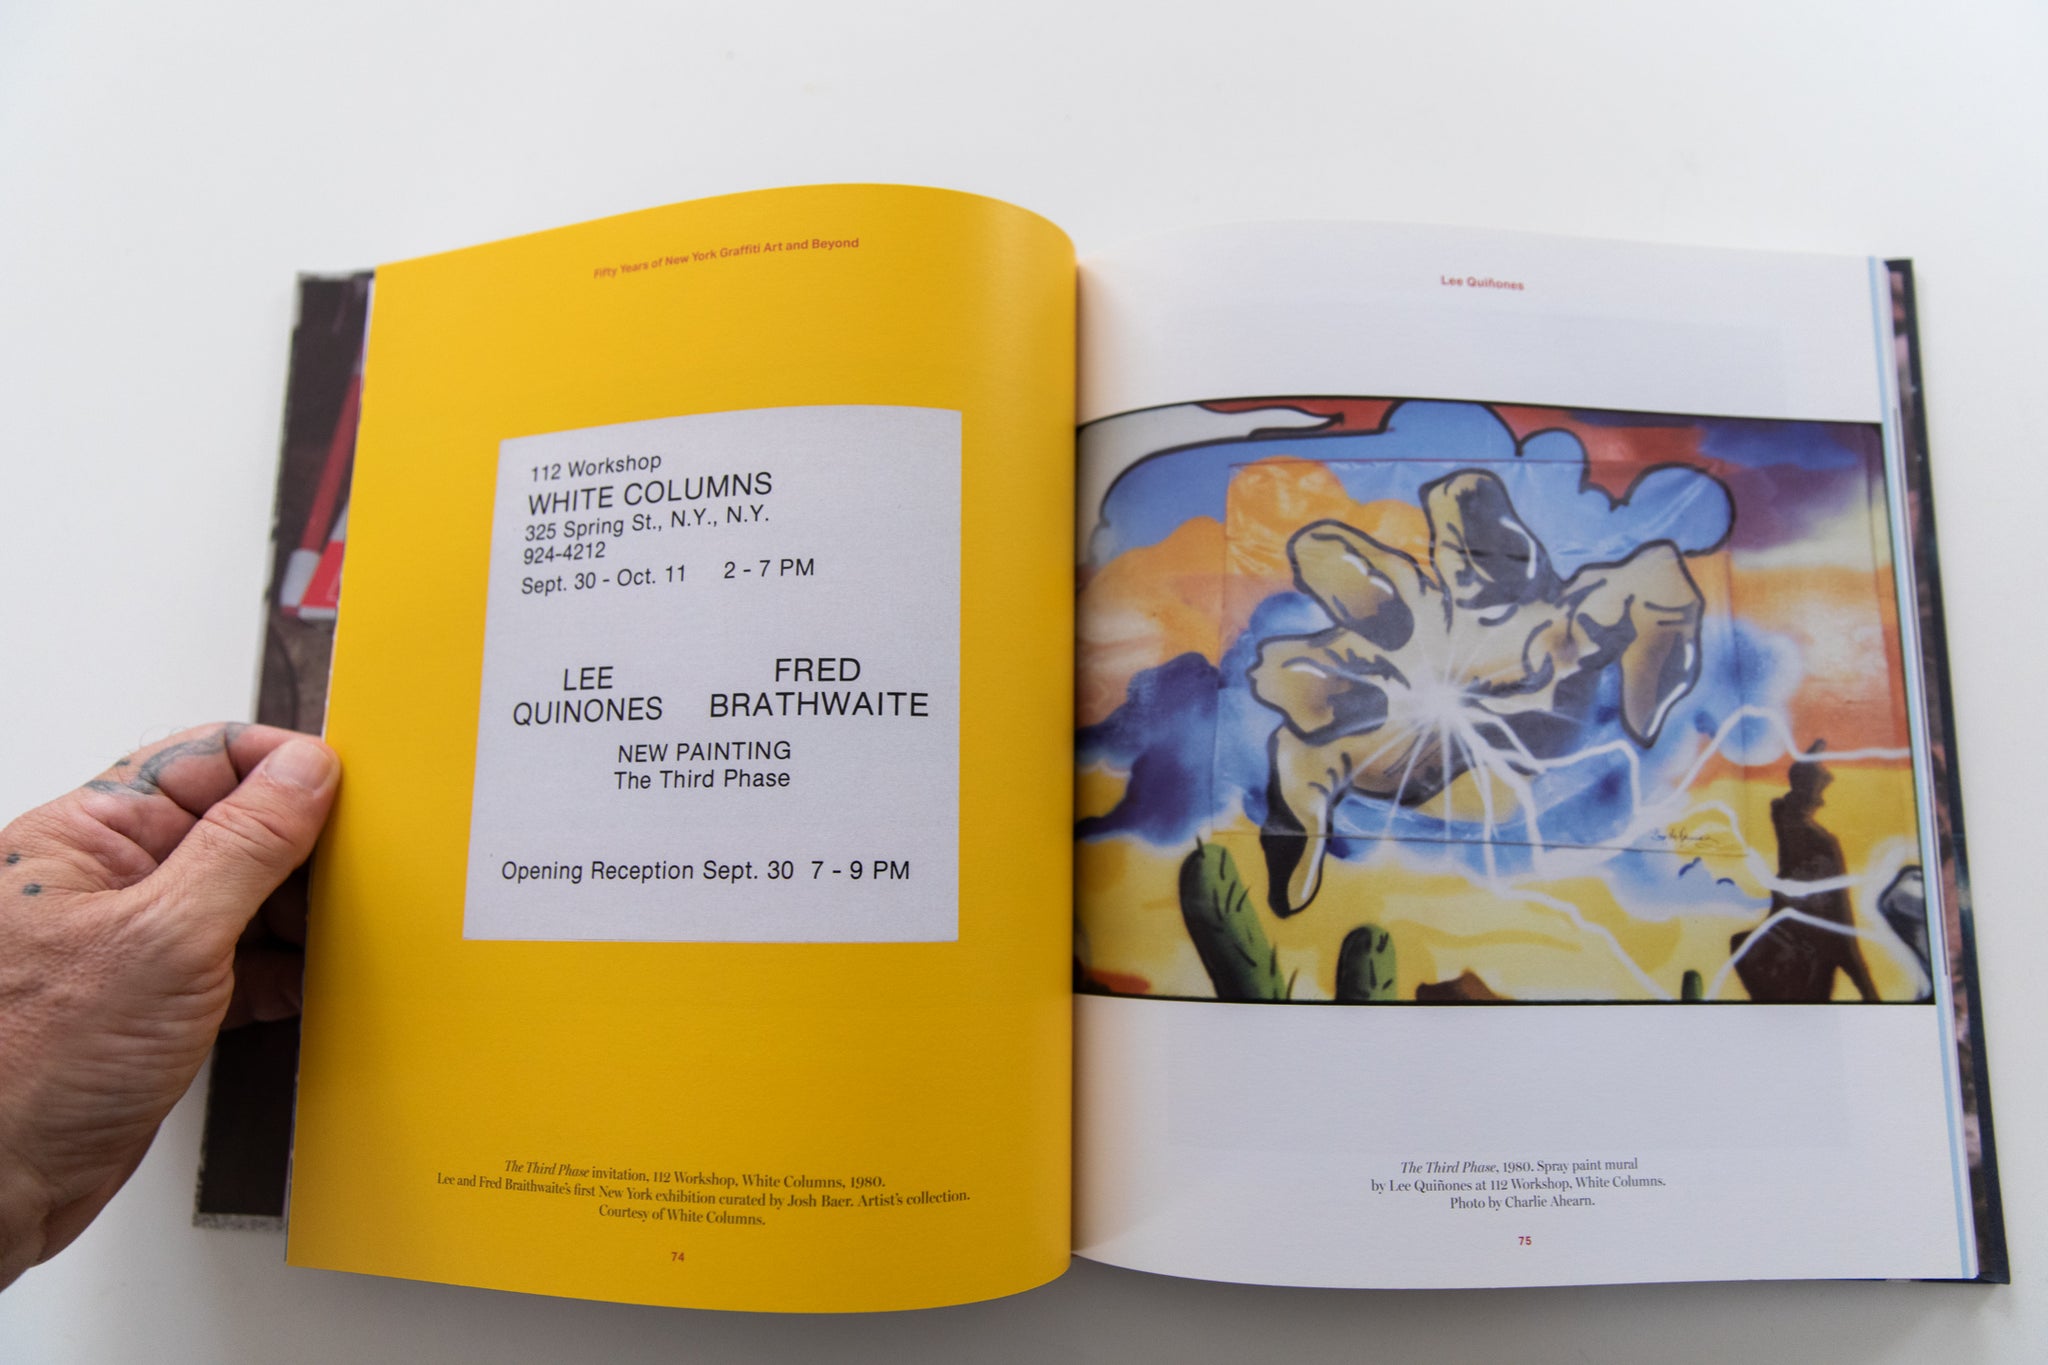 Fifty Years of New York Graffiti Art and Beyond
112 Workshop
WHITE COLUMNS
325 Spring St., N.Y., N.Y.
924-4212
Sept. 30 - Oct. 11 2 - 7 PM
LEE
QUINONES
FRED
BRATHWAITE
NEW PAINTING
The Third Phase
Opening Reception Sept. 30 7 - 9 PM
The Third Phase invitation, 112 Workshop, White Columns, 1980.
Lee and Fred Braithwaite's first New York exhibition curated by Josh Baer. Artist's collection.
Courtesy of White Columns.
74
Lee Quiñones
The Third Phase, 1980. Spray paint mural
by Lee Quiñones at 112 Workshop, White Columns.
Photo by Charlie Ahearn.
75